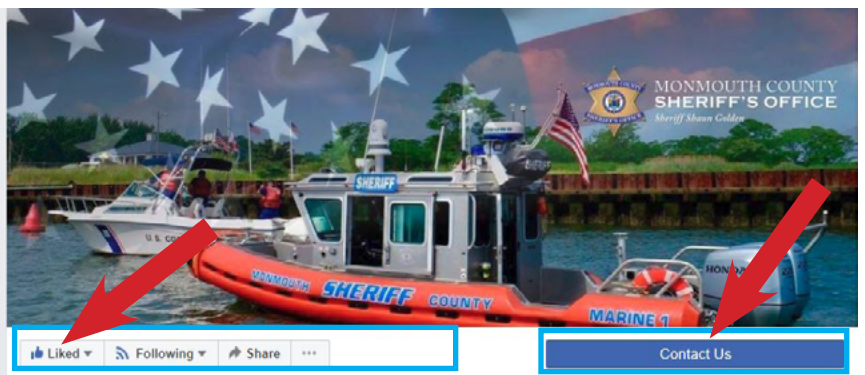 MONMOUTH COUNTY
SHERIFF'S OFFICE
Sheriff Shaun Golden
SHERIFF
SHERIFF
U.S. CO
HONDA
MONMOUTH SHERIFF COUNTY
MARINE 1
Liked
Following
Share
Contact Us